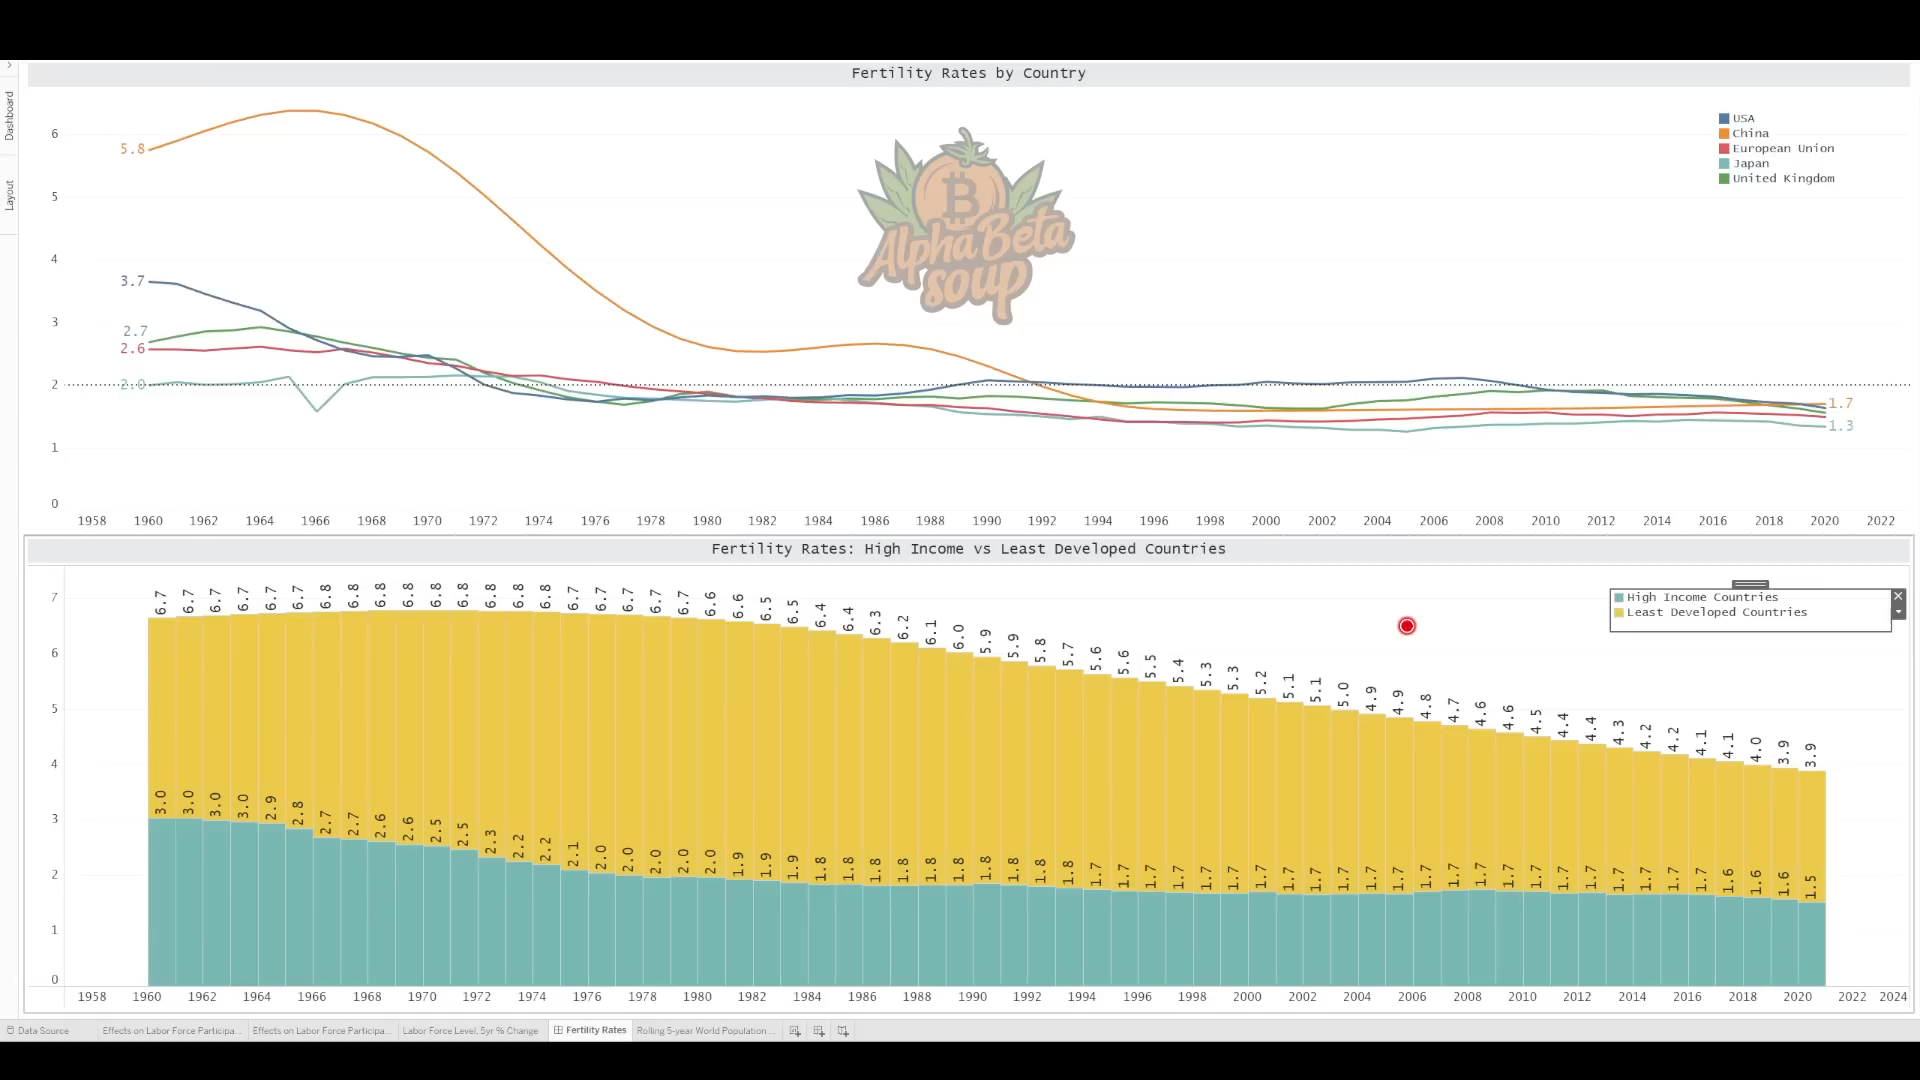 Fertility Rates by Country
Dashboard
Layout
6
5
4
3
2
1
0
5.8
3.7
2.7
2.6
2.0
1.7
1.3
USA
China
European Union
Japan
United Kingdom
B
Alpha Beta
soup
1958 1960 1962 1964 1966 1968 1970 1972 1974 1976 1978 1980 1982 1984 1986 1988 1990 1992 1994 1996 1998 2000 2002 2004 2006 2008 2010 2012 2014 2016 2018 2020 2022
Fertility Rates: High Income vs Least Developed Countries
High Income Countries
Least Developed Countries
7
6
5
4
3
2
1
0
6.7 6.7 6.7 6.7 6.7 6.7 6.8 6.8 6.8 6.8 6.8 6.8 6.8 6.8 6.8 6.7 6.7 6.7 6.7 6.7 6.6 6.6 6.5 6.5 6.4 6.4 6.3 6.2 6.1 6.0 5.9 5.9 5.8 5.7 5.6 5.6 5.5 5.4 5.3 5.3 5.2 5.1 5.1 5.0 4.9 4.9 4.8 4.7 4.6 4.6 4.5 4.4 4.4 4.3 4.2 4.2 4.1 4.1 4.0 3.9 3.9
3.0 3.0 3.0 3.0 2.9 2.8 2.7 2.7 2.6 2.6 2.5 2.5 2.3 2.2 2.2 2.1 2.0 2.0 2.0 2.0 2.0 1.9 1.9 1.9 1.8 1.8 1.8 1.8 1.8 1.8 1.8 1.8 1.8 1.8 1.7 1.7 1.7 1.7 1.7 1.7 1.7 1.7 1.7 1.7 1.7 1.7 1.7 1.7 1.7 1.7 1.7 1.7 1.7 1.7 1.7 1.7 1.7 1.6 1.6 1.6 1.5
1958 1960 1962 1964 1966 1968 1970 1972 1974 1976 1978 1980 1982 1984 1986 1988 1990 1992 1994 1996 1998 2000 2002 2004 2006 2008 2010 2012 2014 2016 2018 2020 2022 2024
Data Source Effects on Labor Force Participa... Effects on Labor Force Participa... Labor Force Level, 5yr % Change Fertility Rates Rolling 5-year World Population ...